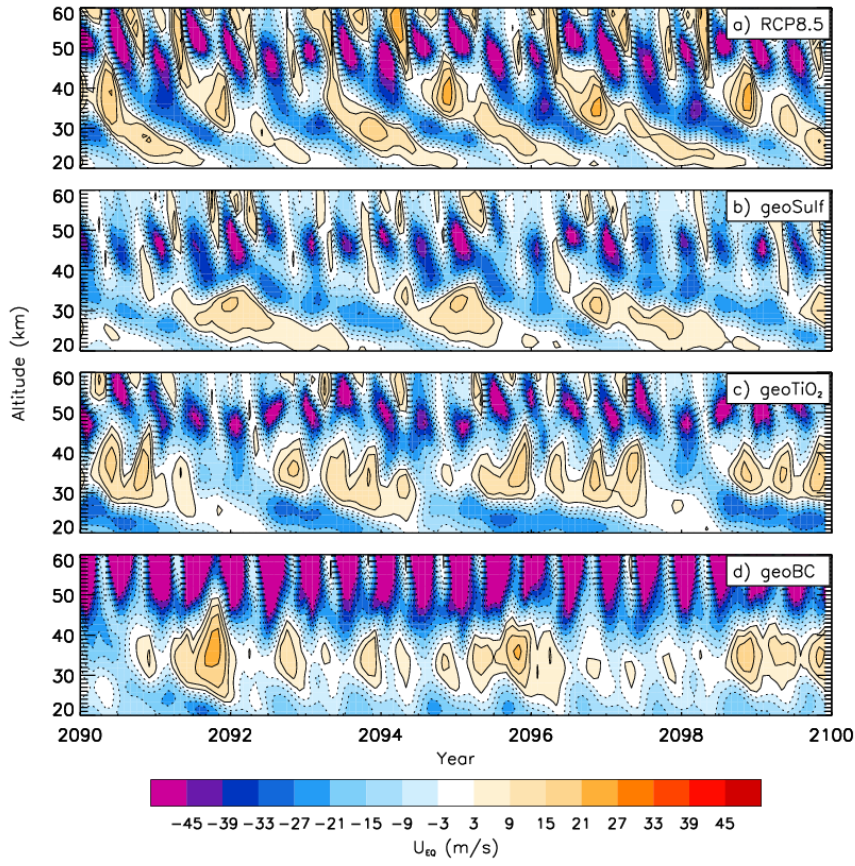 60
50
40
30
20
a) RCP8.5
60
50
40
30
20
b) geoSulf
Altitude (km)
60
50
40
30
20
c) geoTiO₂
60
50
40
30
20
d) geoBC
2090 2092 2094 2096 2098 2100
Year
-45 -39 -33 -27 -21 -15 -9 -3 3 9 15 21 27 33 39 45
U_EQ (m/s)